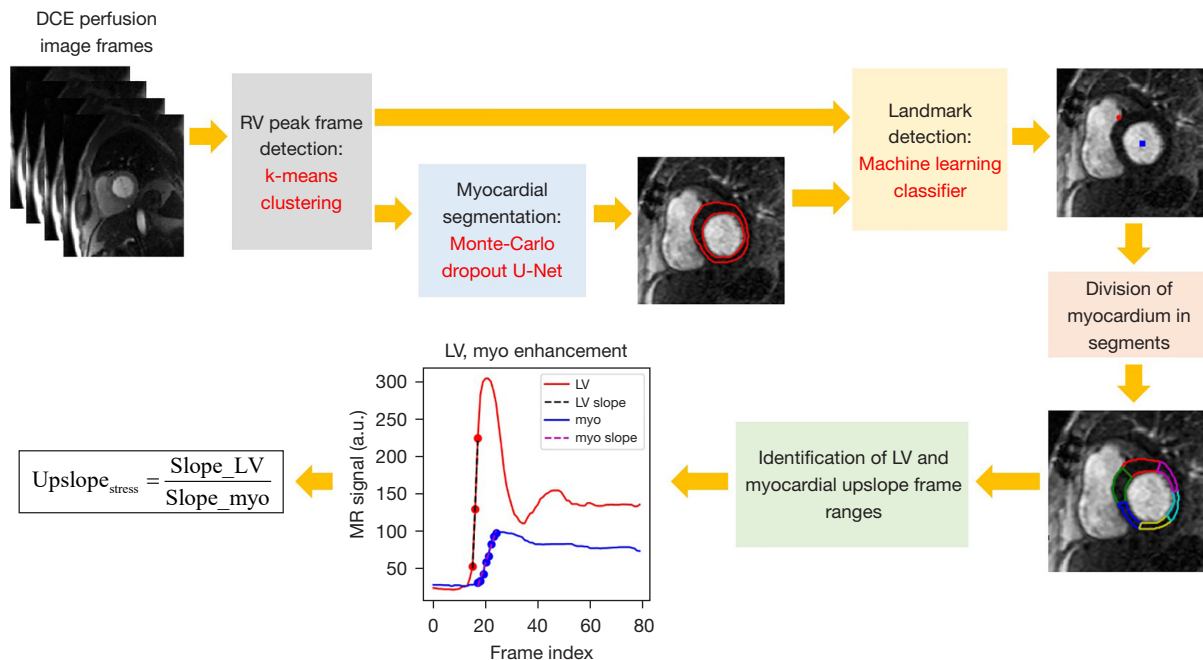 DCE perfusion
image frames
RV peak frame
detection:
k-means
clustering
Myocardial
segmentation:
Monte-Carlo
dropout U-Net
Landmark
detection:
Machine learning
classifier
Division of
myocardium in
segments
Identification of LV and
myocardial upslope frame
ranges
LV, myo enhancement
MR signal (a.u.)
300
250
200
150
100
50
LV
LV slope
myo
myo slope
0 20 40 60 80
Frame index
Upslope_stress = Slope_LV / Slope_myo